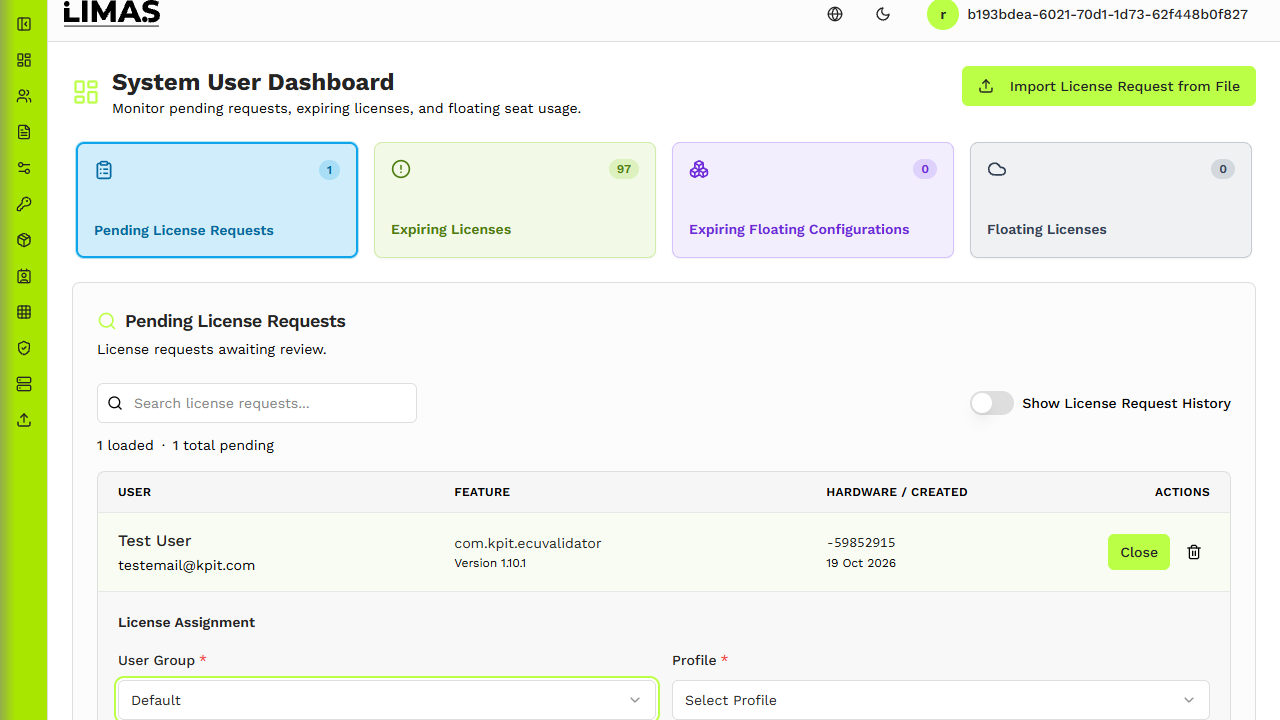 LIMAS
r
b193bdea-6021-70d1-1d73-62f448b0f827
System User Dashboard
Monitor pending requests, expiring licenses, and floating seat usage.
Import License Request from File
1
Pending License Requests
97
Expiring Licenses
0
Expiring Floating Configurations
0
Floating Licenses
Pending License Requests
License requests awaiting review.
Search license requests...
Show License Request History
1 loaded · 1 total pending
USER FEATURE HARDWARE / CREATED ACTIONS
Test User
testemail@kpit.com
com.kpit.ecuvalidator
Version 1.10.1
-59852915
19 Oct 2026
Close
License Assignment
User Group *
Default
Profile *
Select Profile